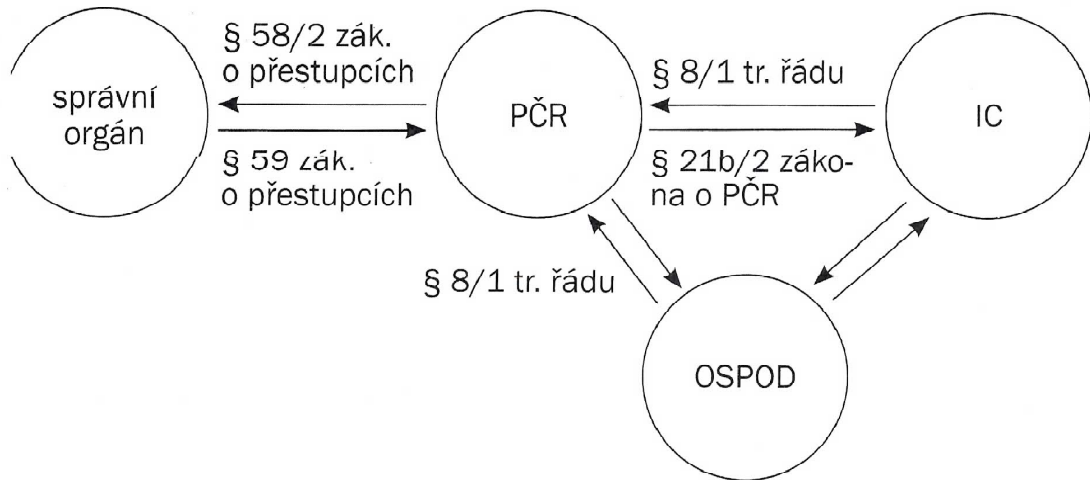 § 58/2 zák.
o přestupcích
správní
orgán
§ 59 zák.
o přestupcích
PČR
§ 8/1 tr. řádu
§ 21b/2 záko-
na o PČR
IC
§ 8/1 tr. řádu
OSPOD